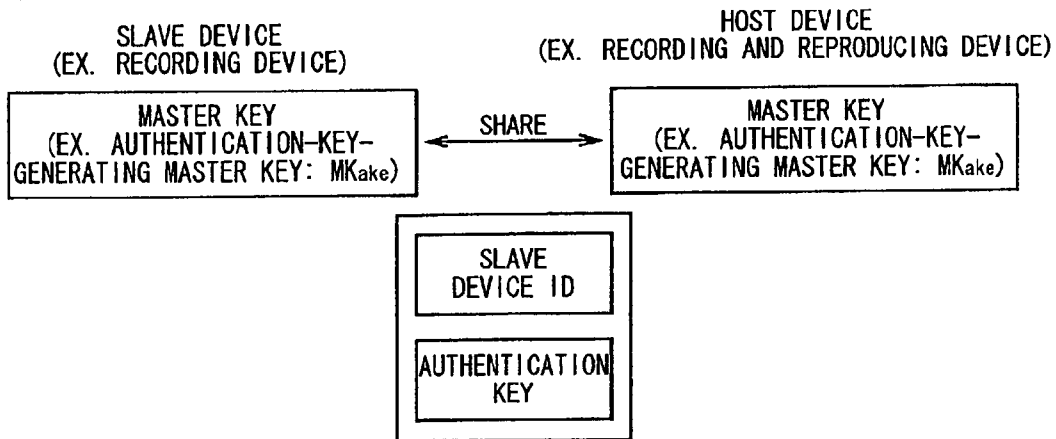 SLAVE DEVICE
(EX. RECORDING DEVICE)
HOST DEVICE
(EX. RECORDING AND REPRODUCING DEVICE)
MASTER KEY
(EX. AUTHENTICATION-KEY-
GENERATING MASTER KEY: MKake)
SHARE
MASTER KEY
(EX. AUTHENTICATION-KEY-
GENERATING MASTER KEY: MKake)
SLAVE
DEVICE ID
AUTHENTICATION
KEY